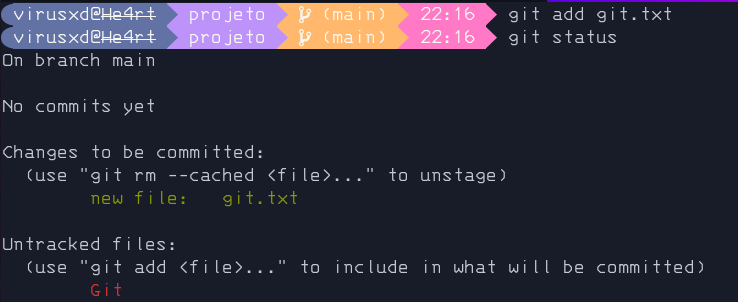 virusxd@He4rt projeto (main) 22:16 git add git.txt
virusxd@He4rt projeto (main) 22:16 git status
On branch main
No commits yet
Changes to be committed:
(use "git rm --cached <file>..." to unstage)
new file: git.txt
Untracked files:
(use "git add <file>..." to include in what will be committed)
Git